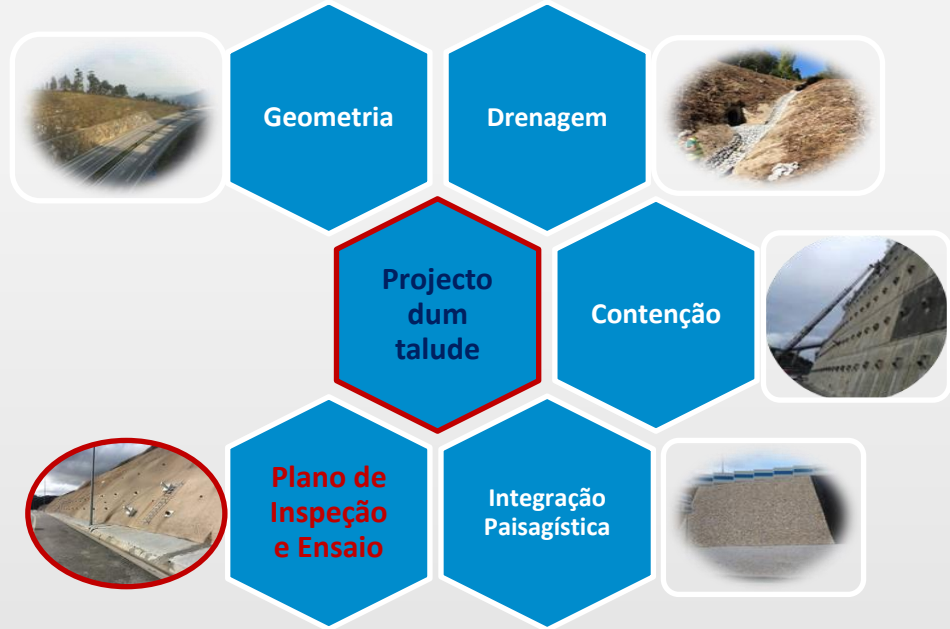 Geometria
Drenagem
Projecto
dum
talude
Contenção
Plano de
Inspeção
e Ensaio
Integração
Paisagística